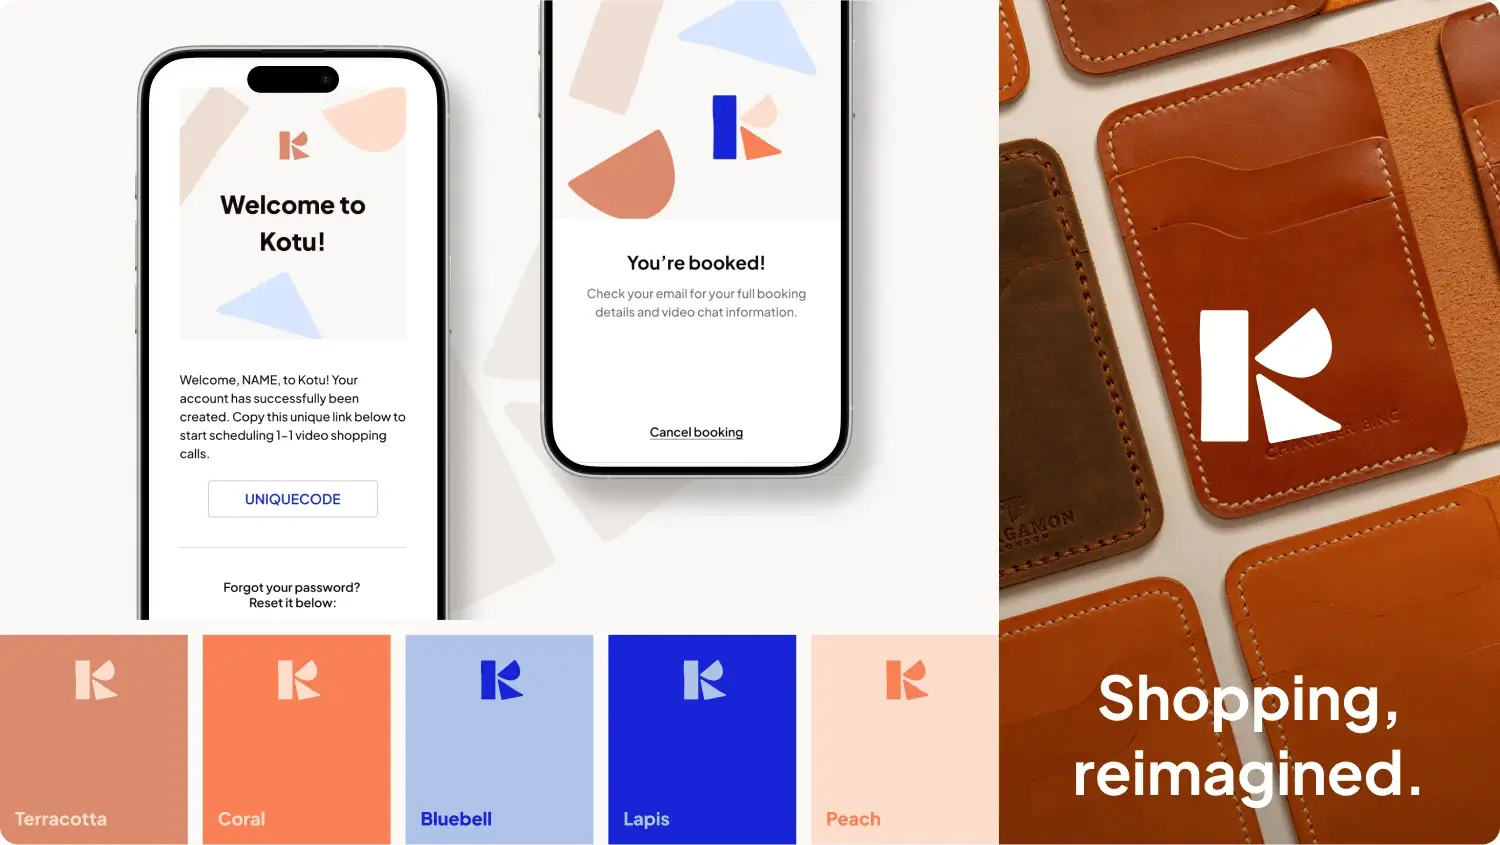 Welcome to
Kotu!
Welcome, NAME, to Kotu! Your
account has successfully been
created. Copy this unique link below to
start scheduling 1-1 video shopping
calls.
UNIQUECODE
Forgot your password?
Reset it below:
You’re booked!
Check your email for your full booking
details and video chat information.
Cancel booking
CHANDLER BING
LONDON
Shopping,
reimagined.
Terracotta
Coral
Bluebell
Lapis
Peach